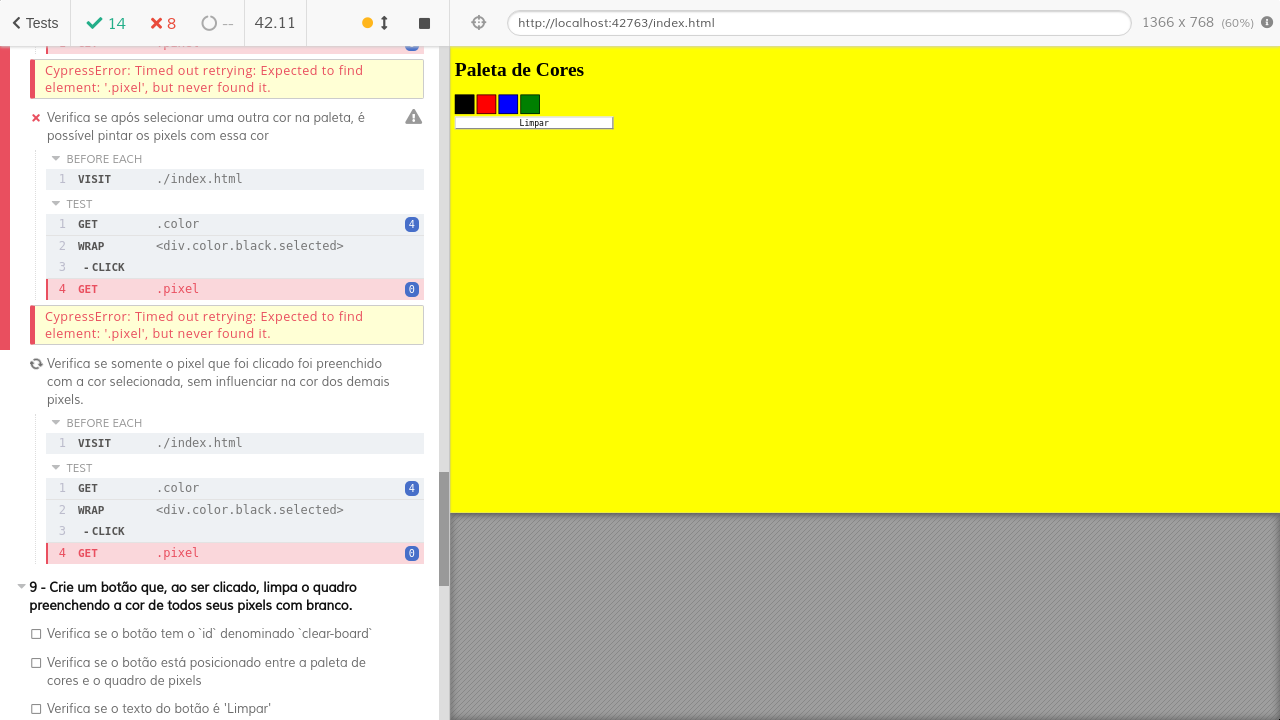 Tests
14
8
--
42.11
http://localhost:42763/index.html
1366 x 768 (60%)
CypressError: Timed out retrying: Expected to find
element: '.pixel', but never found it.
Verifica se após selecionar uma outra cor na paleta, é
possível pintar os pixels com essa cor
BEFORE EACH
1 VISIT ./index.html
TEST
1 GET .color 4
2 WRAP <div.color.black.selected>
3 - CLICK
4 GET .pixel 0
CypressError: Timed out retrying: Expected to find
element: '.pixel', but never found it.
Verifica se somente o pixel que foi clicado foi preenchido
com a cor selecionada, sem influenciar na cor dos demais
pixels.
BEFORE EACH
1 VISIT ./index.html
TEST
1 GET .color 4
2 WRAP <div.color.black.selected>
3 - CLICK
4 GET .pixel 0
9 - Crie um botão que, ao ser clicado, limpa o quadro
preenchendo a cor de todos seus pixels com branco.
Verifica se o botão tem o `id` denominado `clear-board`
Verifica se o botão está posicionado entre a paleta de
cores e o quadro de pixels
Verifica se o texto do botão é 'Limpar'
Paleta de Cores
Limpar